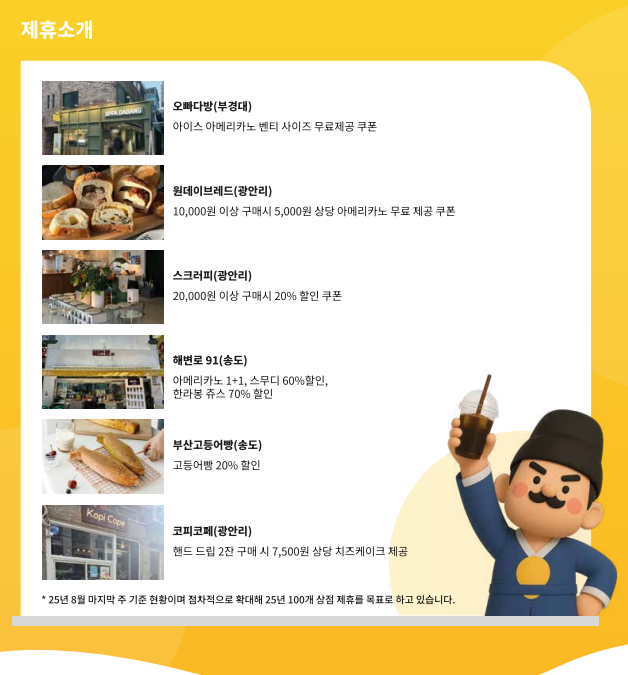 제휴소개
UPPA DABANG
오빠다방(부경대)
아이스 아메리카노 벤티 사이즈 무료제공 쿠폰
원데이브레드(광안리)
10,000원 이상 구매시 5,000원 상당 아메리카노 무료 제공 쿠폰
스크러피(광안리)
20,000원 이상 구매시 20% 할인 쿠폰
해변로 91(송도)
아메리카노 1+1, 스무디 60%할인,
한라봉 쥬스 70% 할인
부산고등어빵(송도)
고등어빵 20% 할인
Kopi Cope
코피코페(광안리)
핸드 드립 2잔 구매 시 7,500원 상당 치즈케이크 제공
* 25년 8월 마지막 주 기준 현황이며 점차적으로 확대해 25년 100개 상점 제휴를 목표로 하고 있습니다.